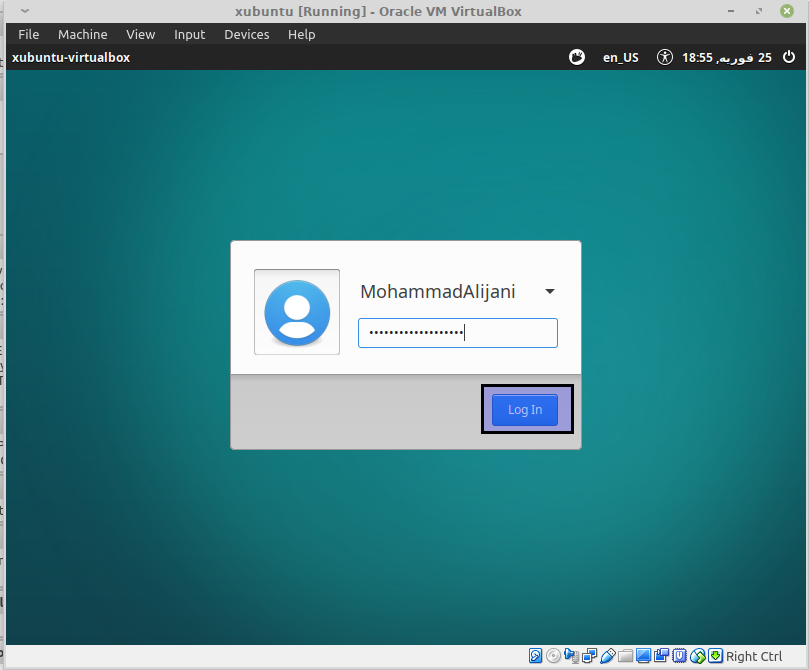 xubuntu [Running] - Oracle VM VirtualBox
File Machine View Input Devices Help
xubuntu-virtualbox en_US 25 فوریه, 18:55
MohammadAlijani
•••••••••••••••••••
Log In
Right Ctrl